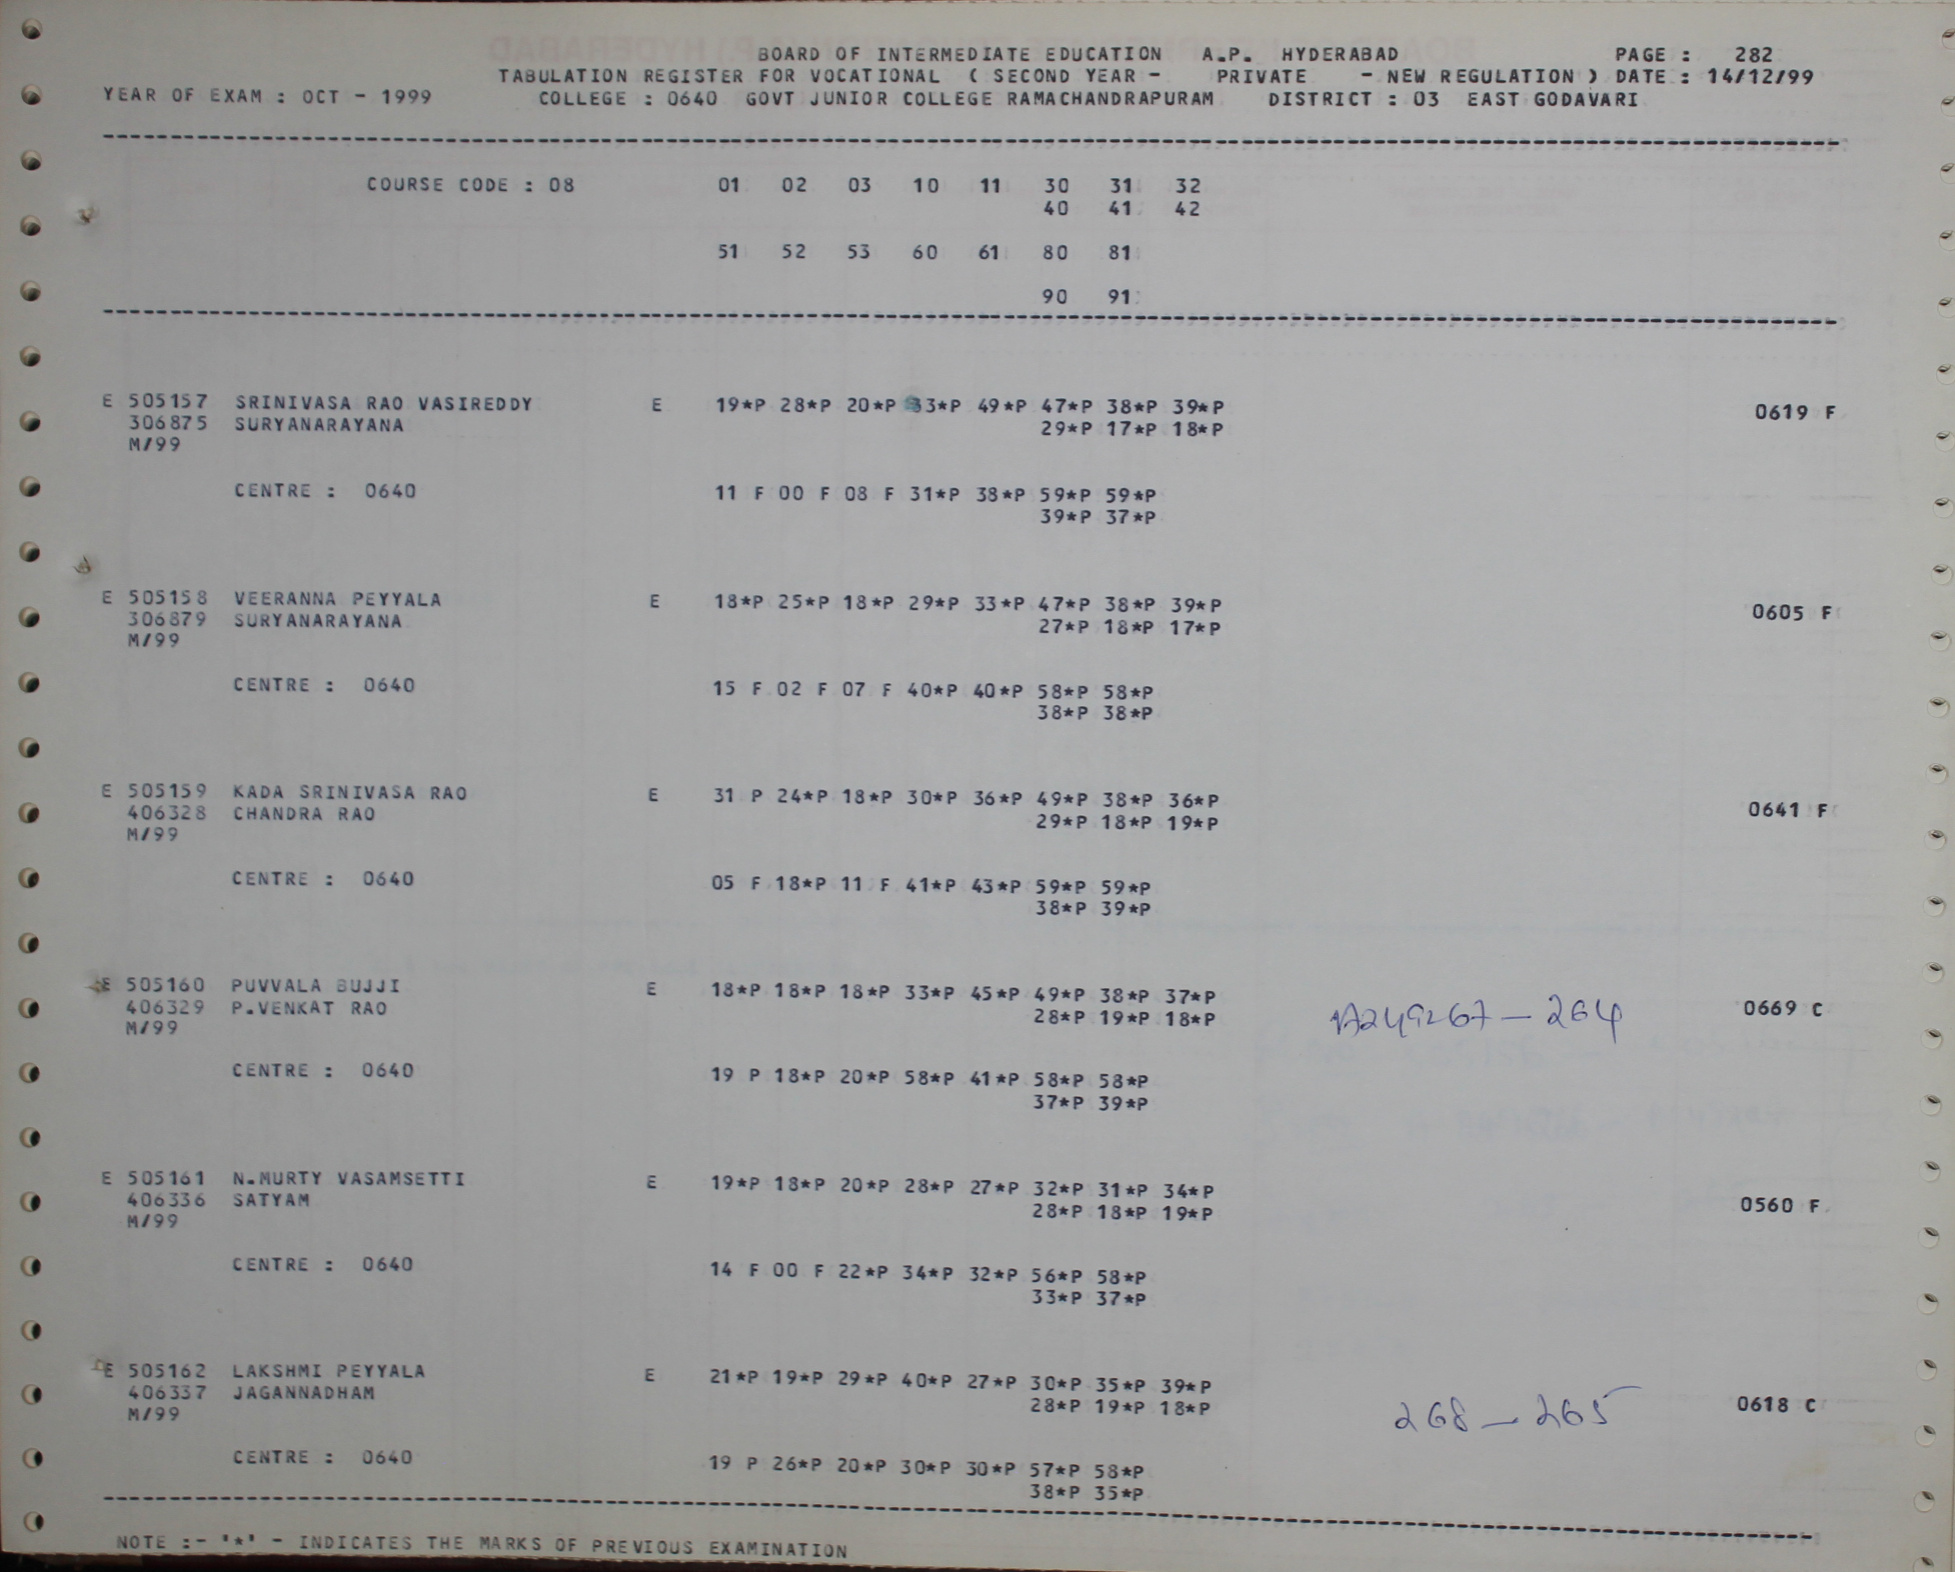 BOARD OF INTERMEDIATE EDUCATION A.P. HYDERABAD PAGE : 282
TABULATION REGISTER FOR VOCATIONAL ( SECOND YEAR - PRIVATE - NEW REGULATION ) DATE : 14/12/99
YEAR OF EXAM : OCT - 1999 COLLEGE : 0640 GOVT JUNIOR COLLEGE RAMACHANDRAPURAM DISTRICT : 03 EAST GODAVARI
COURSE CODE : 08 01 02 03 10 11 30 31 32
40 41 42
51 52 53 60 61 80 81
90 91
E 505157 SRINIVASA RAO VASIREDDY E 19*P 28*P 20*P 33*P 49*P 47*P 38*P 39*P 0619 F
306875 SURYANARAYANA 29*P 17*P 18*P
M/99
CENTRE : 0640 11 F 00 F 08 F 31*P 38*P 59*P 59*P
39*P 37*P
E 505158 VEERANNA PEYYALA E 18*P 25*P 18*P 29*P 33*P 47*P 38*P 39*P 0605 F
306879 SURYANARAYANA 27*P 18*P 17*P
M/99
CENTRE : 0640 15 F 02 F 07 F 40*P 40*P 58*P 58*P
38*P 38*P
E 505159 KADA SRINIVASA RAO E 31 P 24*P 18*P 30*P 36*P 49*P 38*P 36*P 0641 F
406328 CHANDRA RAO 29*P 18*P 19*P
M/99
CENTRE : 0640 05 F 18*P 11 F 41*P 43*P 59*P 59*P
38*P 39*P
E 505160 PUVVALA BUJJI E 18*P 18*P 18*P 33*P 45*P 49*P 38*P 37*P 0669 C
406329 P.VENKAT RAO 28*P 19*P 18*P - 264
M/99
CENTRE : 0640 19 P 18*P 20*P 58*P 41*P 58*P 58*P
37*P 39*P
E 505161 N.MURTY VASAMSETTI E 19*P 18*P 20*P 28*P 27*P 32*P 31*P 34*P 0560 F
406336 SATYAM 28*P 18*P 19*P
M/99
CENTRE : 0640 14 F 00 F 22*P 34*P 32*P 56*P 58*P
33*P 37*P
E 505162 LAKSHMI PEYYALA E 21*P 19*P 29*P 40*P 27*P 30*P 35*P 39*P 0618 C
406337 JAGANNADHAM 28*P 19*P 18*P 268 - 265
M/99
CENTRE : 0640 19 P 26*P 20*P 30*P 30*P 57*P 58*P
38*P 35*P
NOTE :- '*' - INDICATES THE MARKS OF PREVIOUS EXAMINATION